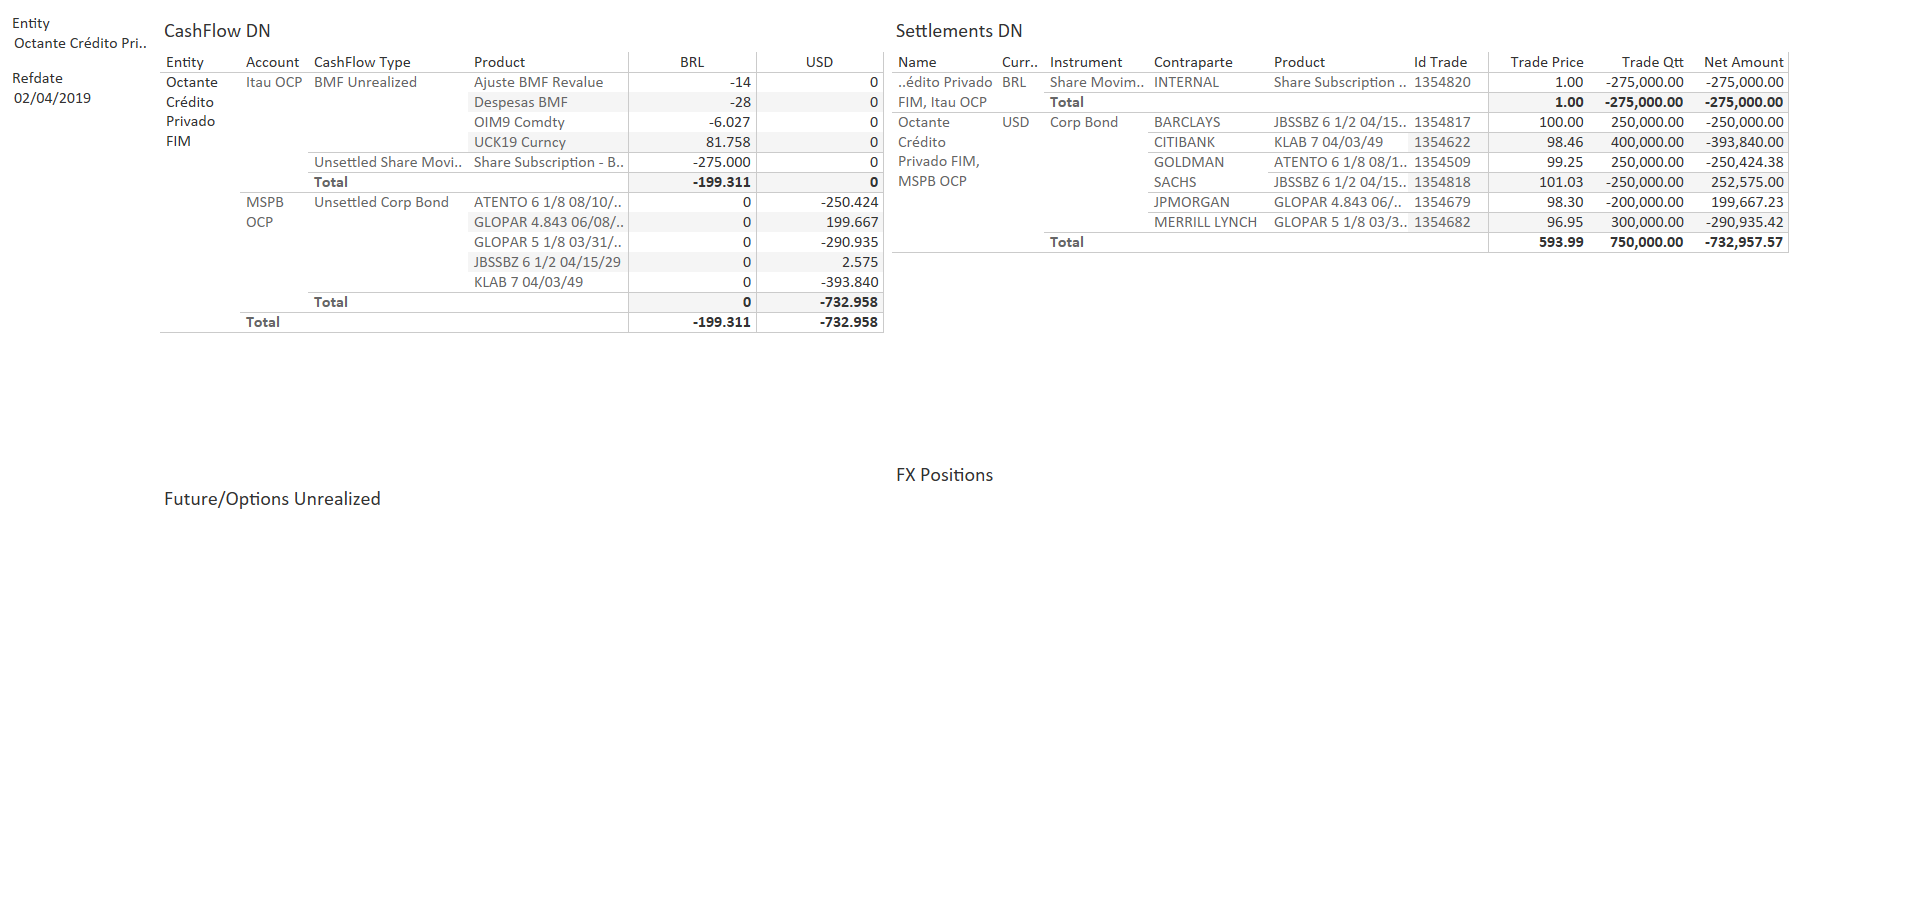 Entity
Octante Crédito Pri..
Refdate
02/04/2019
CashFlow DN
Entity Account CashFlow Type Product BRL USD
Octante Crédito Privado FIM Itau OCP BMF Unrealized Ajuste BMF Revalue -14 0
Despesas BMF -28 0
OIM9 Comdty -6.027 0
UCK19 Curncy 81.758 0
Unsettled Share Movi.. Share Subscription - B.. -275.000 0
Total -199.311 0
MSPB OCP Unsettled Corp Bond ATENTO 6 1/8 08/10/.. 0 -250.424
GLOPAR 4.843 06/08/.. 0 199.667
GLOPAR 5 1/8 03/31/.. 0 -290.935
JBSSBZ 6 1/2 04/15/29 0 2.575
KLAB 7 04/03/49 0 -393.840
Total 0 -732.958
Total -199.311 -732.958
Settlements DN
Name Curr.. Instrument Contraparte Product Id Trade Trade Price Trade Qtt Net Amount
..édito Privado FIM, Itau OCP BRL Share Movim.. INTERNAL Share Subscription .. 1354820 1.00 -275,000.00 -275,000.00
Total 1.00 -275,000.00 -275,000.00
Octante Crédito Privado FIM, MSPB OCP USD Corp Bond BARCLAYS JBSSBZ 6 1/2 04/15.. 1354817 100.00 250,000.00 -250,000.00
CITIBANK KLAB 7 04/03/49 1354622 98.46 400,000.00 -393,840.00
GOLDMAN SACHS ATENTO 6 1/8 08/1.. 1354509 99.25 250,000.00 -250,424.38
JBSSBZ 6 1/2 04/15.. 1354818 101.03 -250,000.00 252,575.00
JPMORGAN GLOPAR 4.843 06/.. 1354679 98.30 -200,000.00 199,667.23
MERRILL LYNCH GLOPAR 5 1/8 03/3.. 1354682 96.95 300,000.00 -290,935.42
Total 593.99 750,000.00 -732,957.57
FX Positions
Future/Options Unrealized